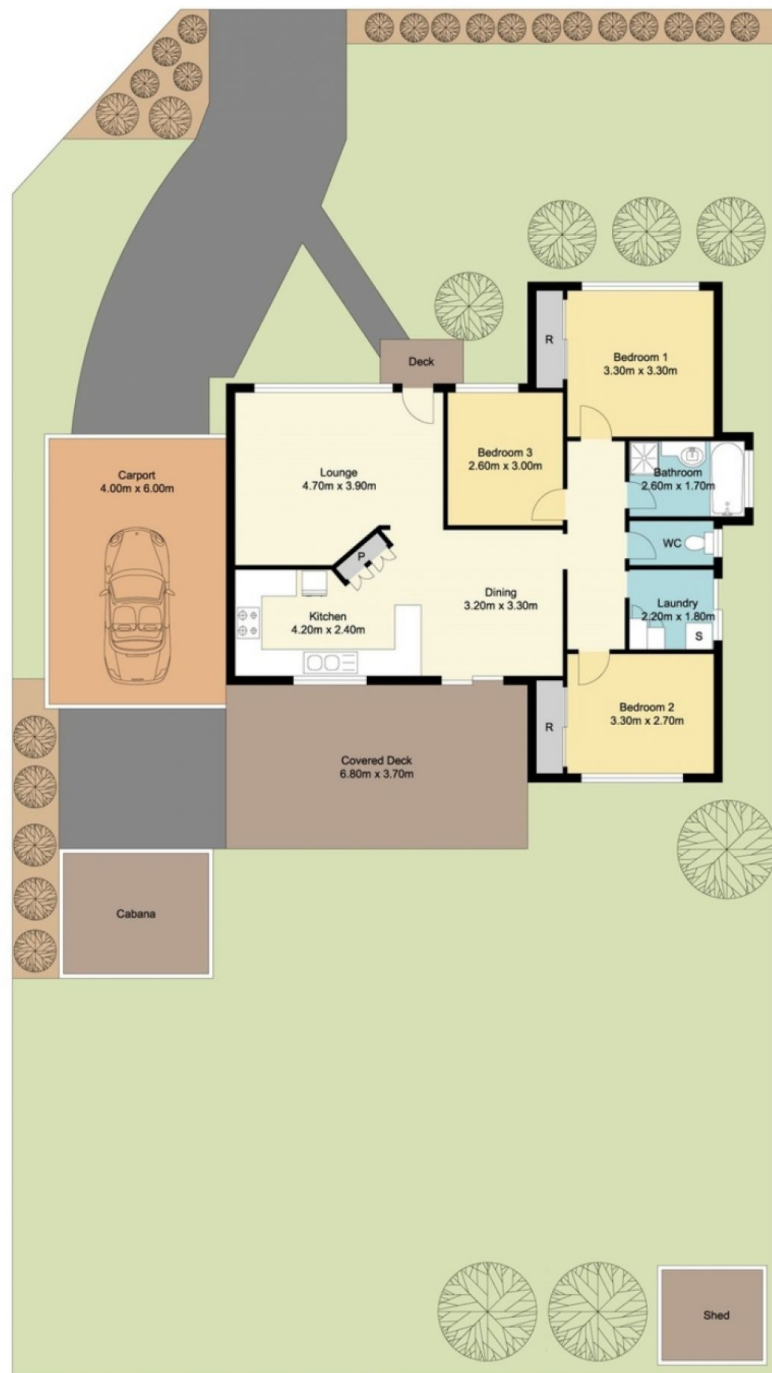 R
Bedroom 1
3.30m x 3.30m
Deck
Lounge
4.70m x 3.90m
Bedroom 3
2.60m x 3.00m
Carport
4.00m x 6.00m
Bathroom
2.60m x 1.70m
WC
P
Kitchen
4.20m x 2.40m
Dining
3.20m x 3.30m
Laundry
2.20m x 1.80m
S
R
Bedroom 2
3.30m x 2.70m
Covered Deck
6.80m x 3.70m
Cabana
Shed